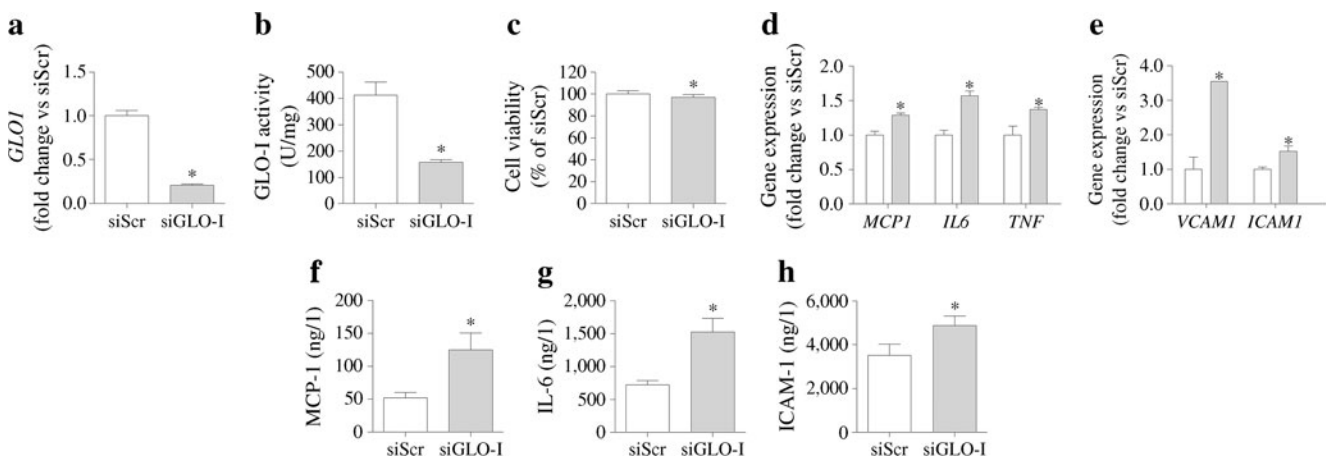 a
GLO1
(fold change vs siScr)
1.5
1.0
0.5
0.0
*
siScr siGLO-I
b
GLO-I activity
(U/mg)
500
400
300
200
100
0
*
siScr siGLO-I
c
Cell viability
(% of siScr)
120
100
80
60
40
20
0
*
siScr siGLO-I
d
Gene expression
(fold change vs siScr)
2.0
1.5
1.0
0.5
0
* * *
MCP1 IL6 TNF
e
Gene expression
(fold change vs siScr)
4.0
3.0
2.0
1.0
0
* *
VCAM1 ICAM1
f
MCP-1 (ng/l)
200
150
100
50
0
*
siScr siGLO-I
g
IL-6 (ng/l)
2,000
1,500
1,000
500
0
*
siScr siGLO-I
h
ICAM-1 (ng/l)
6,000
4,000
2,000
0
*
siScr siGLO-I